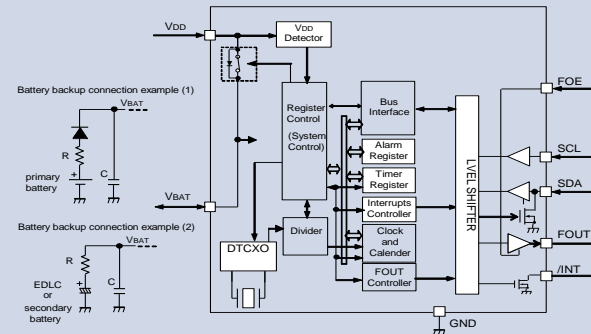 VDD
VDD
Detector
Battery backup connection example (1)
VBAT
R
C
+
primary
battery
VBAT
Battery backup connection example (2)
VBAT
R
C
+
EDLC
or
secondary
battery
Register
Control
(System
Control)
Divider
DTCXO
Bus
Interface
Alarm
Register
Timer
Register
Interrupts
Controller
Clock
and
Calender
FOUT
Controller
LVEL SHIFTER
FOE
SCL
SDA
FOUT
/INT
GND